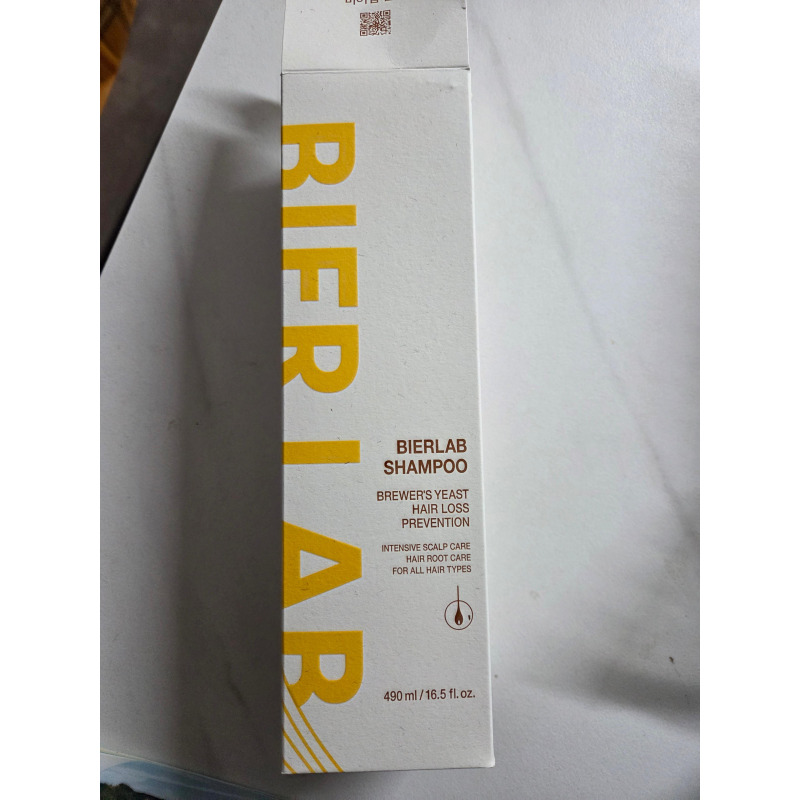 BIERLAB
BIERLAB
SHAMPOO
BREWER'S YEAST
HAIR LOSS
PREVENTION
INTENSIVE SCALP CARE
HAIR ROOT CARE
FOR ALL HAIR TYPES
490 ml / 16.5 fl. oz.